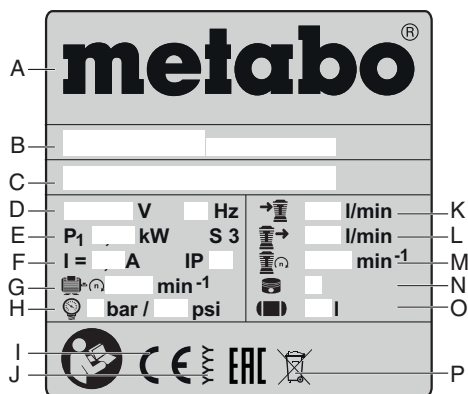 A metabo®
B
C
D V Hz l/min K
E P1 , kW S 3 l/min L
F I = , A IP min-1 M
G n min-1 n N
H bar / psi l O
I CE EAC
J YYYY P